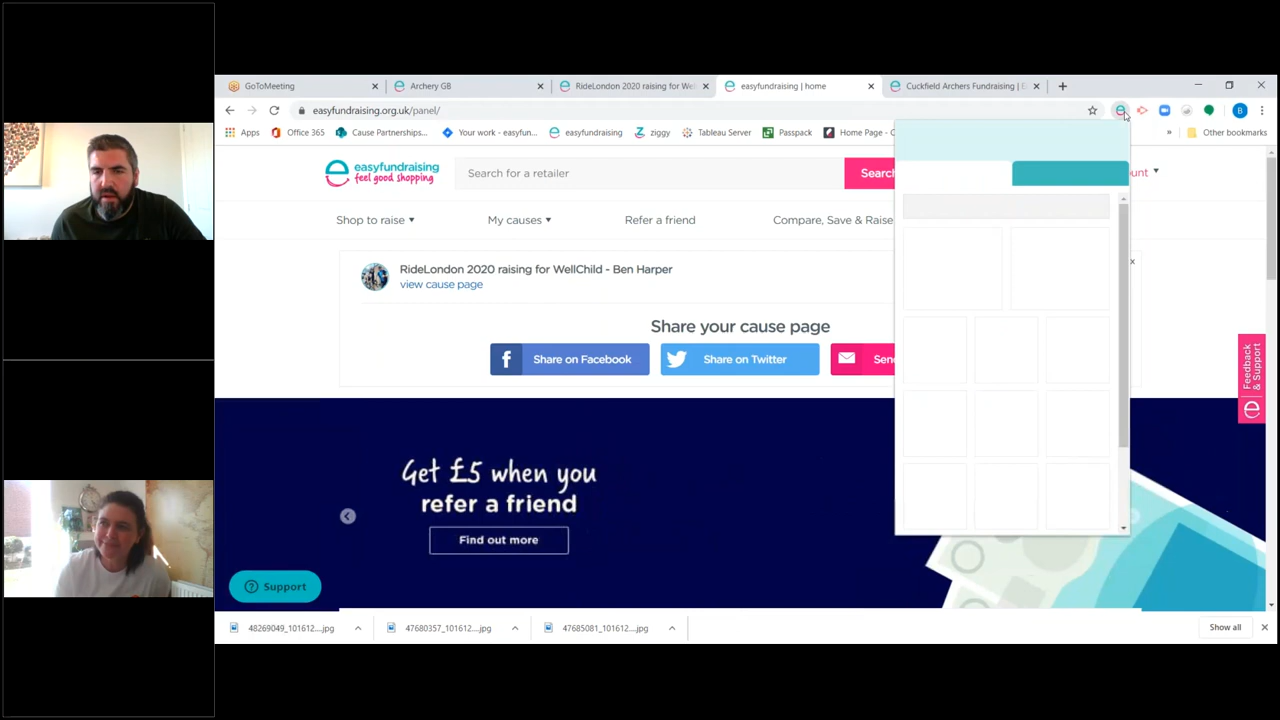 GoToMeeting
Archery GB
RideLondon 2020 raising for We
easyfundraising | home
Cuckfield Archers Fundraising | E
easyfundraising.org.uk/panel/
B
Apps
Office 365
Cause Partnerships...
Your work - easyfun...
easyfundraising
ziggy
Tableau Server
Passpack
Home Page - C
»
Other bookmarks
easyfundraising
feel good shopping
Search for a retailer
Search
ount
Shop to raise
My causes
Refer a friend
Compare, Save & Raise
RideLondon 2020 raising for WellChild - Ben Harper
view cause page
x
Share your cause page
Share on Facebook
Share on Twitter
Sen
Feedback
& Support
Get £5 when you
refer a friend
Find out more
Support
48269049_101612....jpg
47680357_101612....jpg
47685081_101612....jpg
Show all